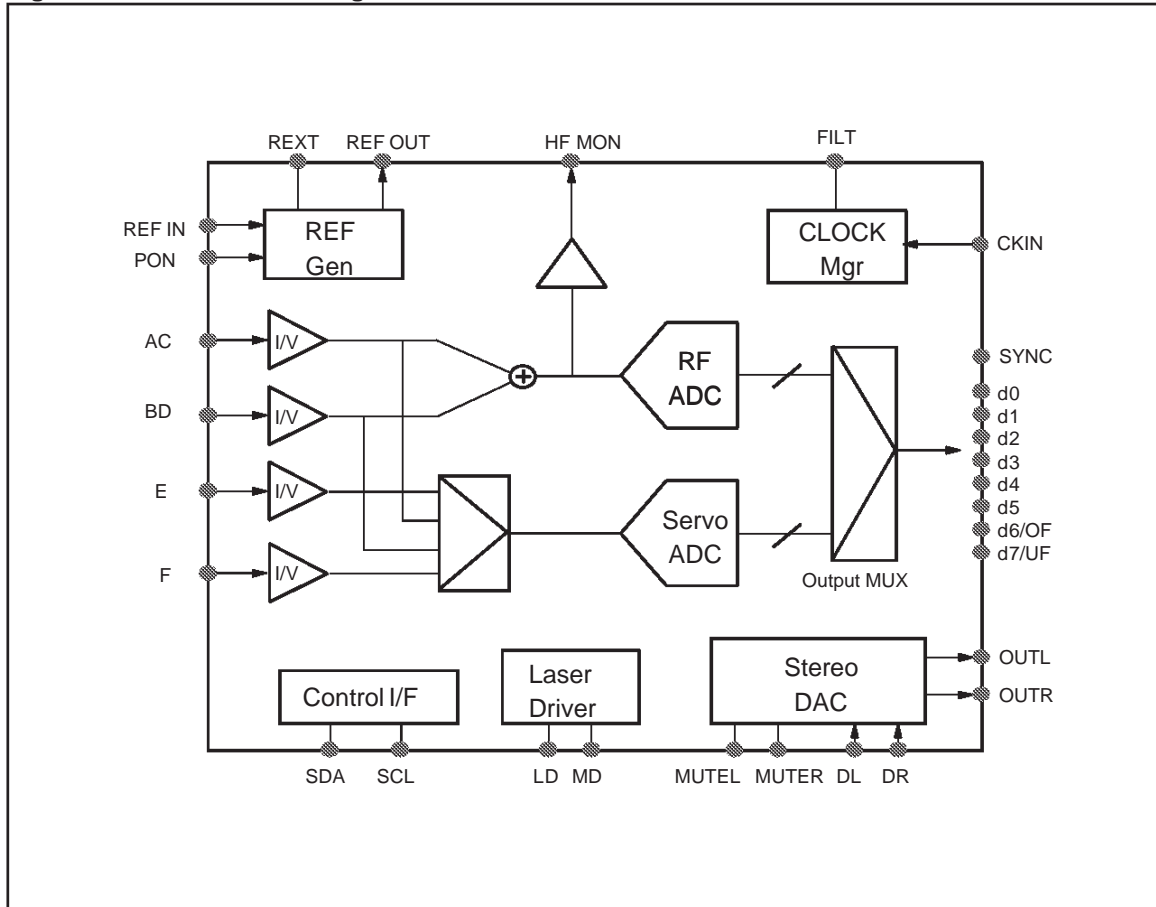 REXT REF OUT HF MON FILT
REF IN
PON
REF
Gen
CLOCK
Mgr
CKIN
AC
I/V
BD
I/V
E
I/V
F
I/V
RF
ADC
Servo
ADC
Output MUX
SYNC
d0
d1
d2
d3
d4
d5
d6/OF
d7/UF
Control I/F
Laser
Driver
Stereo
DAC
OUTL
OUTR
SDA SCL LD MD MUTEL MUTER DL DR